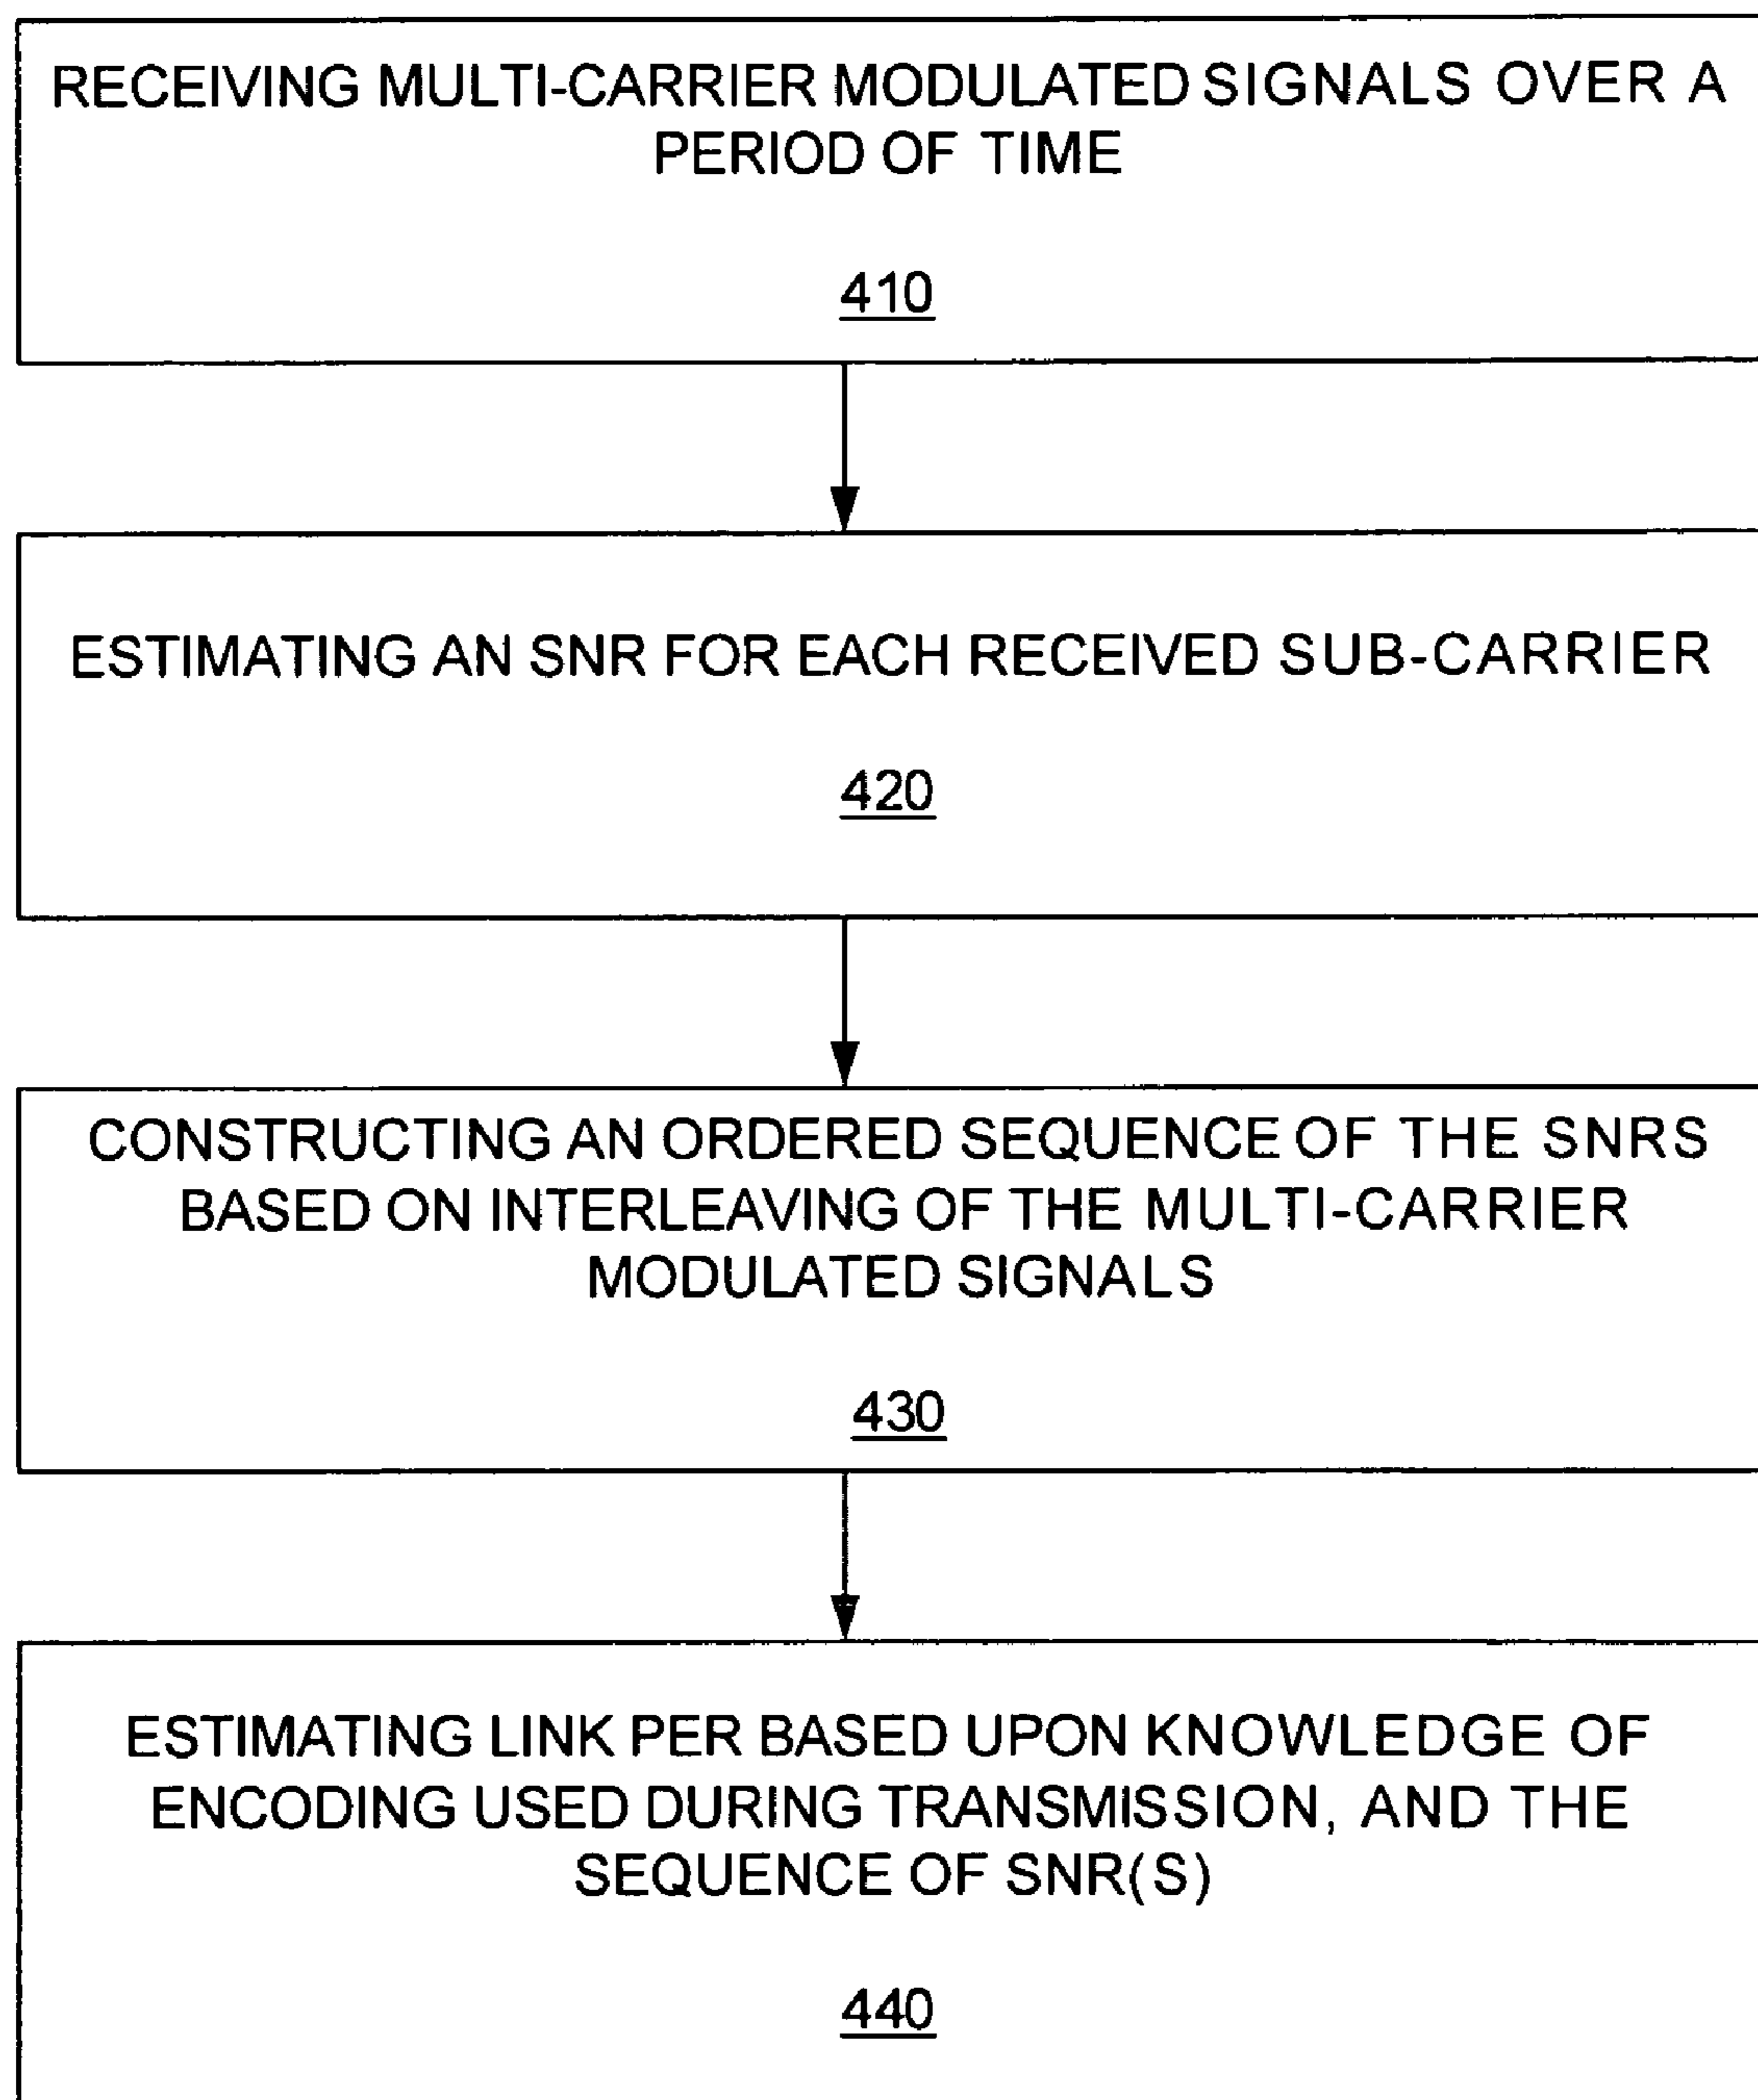 RECEIVING MULTI-CARRIER MODULATED SIGNALS OVER A
PERIOD OF TIME
410
ESTIMATING AN SNR FOR EACH RECEIVED SUB-CARRIER
420
CONSTRUCTING AN ORDERED SEQUENCE OF THE SNRS
BASED ON INTERLEAVING OF THE MULTI-CARRIER
MODULATED SIGNALS
430
ESTIMATING LINK PER BASED UPON KNOWLEDGE OF
ENCODING USED DURING TRANSMISSION, AND THE
SEQUENCE OF SNR(S)
440